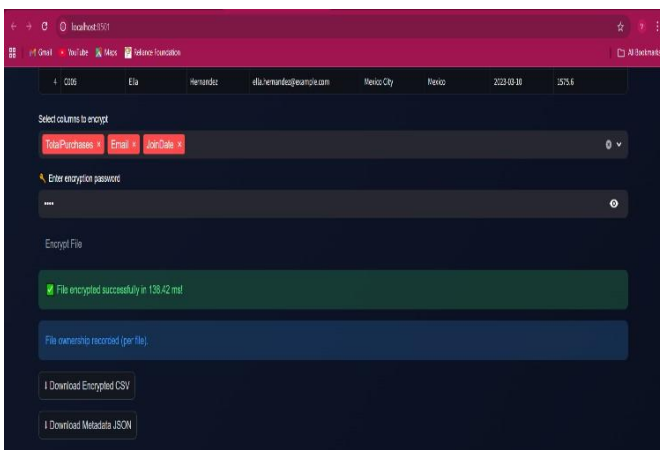 localhost:8501
Gmail YouTube Maps Reliance Foundation All Bookmarks
4 C005 Ella Hernandez ella.hernandez@example.com Mexico City Mexico 2023-03-10 1575.6
Select columns to encrypt
TotalPurchases × Email × JoinDate ×
Enter encryption password
••••
Encrypt File
File encrypted successfully in 138.42 ms!
File ownership recorded (per file).
Download Encrypted CSV
Download Metadata JSON